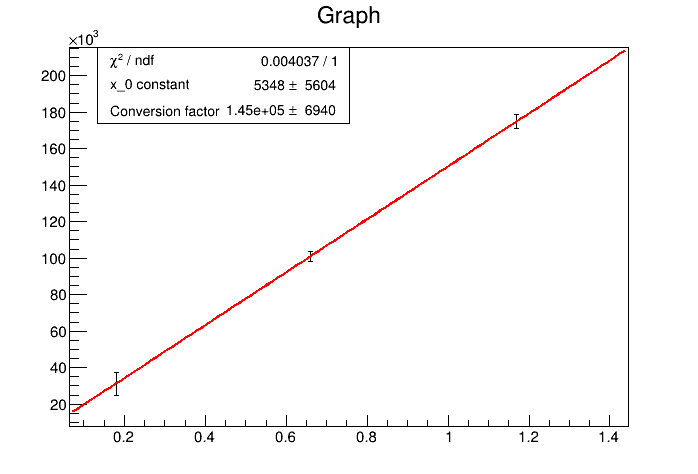 Graph
×10³
χ² / ndf 0.004037 / 1
x_0 constant 5348 ± 5604
Conversion factor 1.45e+05 ± 6940
200
180
160
140
120
100
80
60
40
20
0.2 0.4 0.6 0.8 1 1.2 1.4